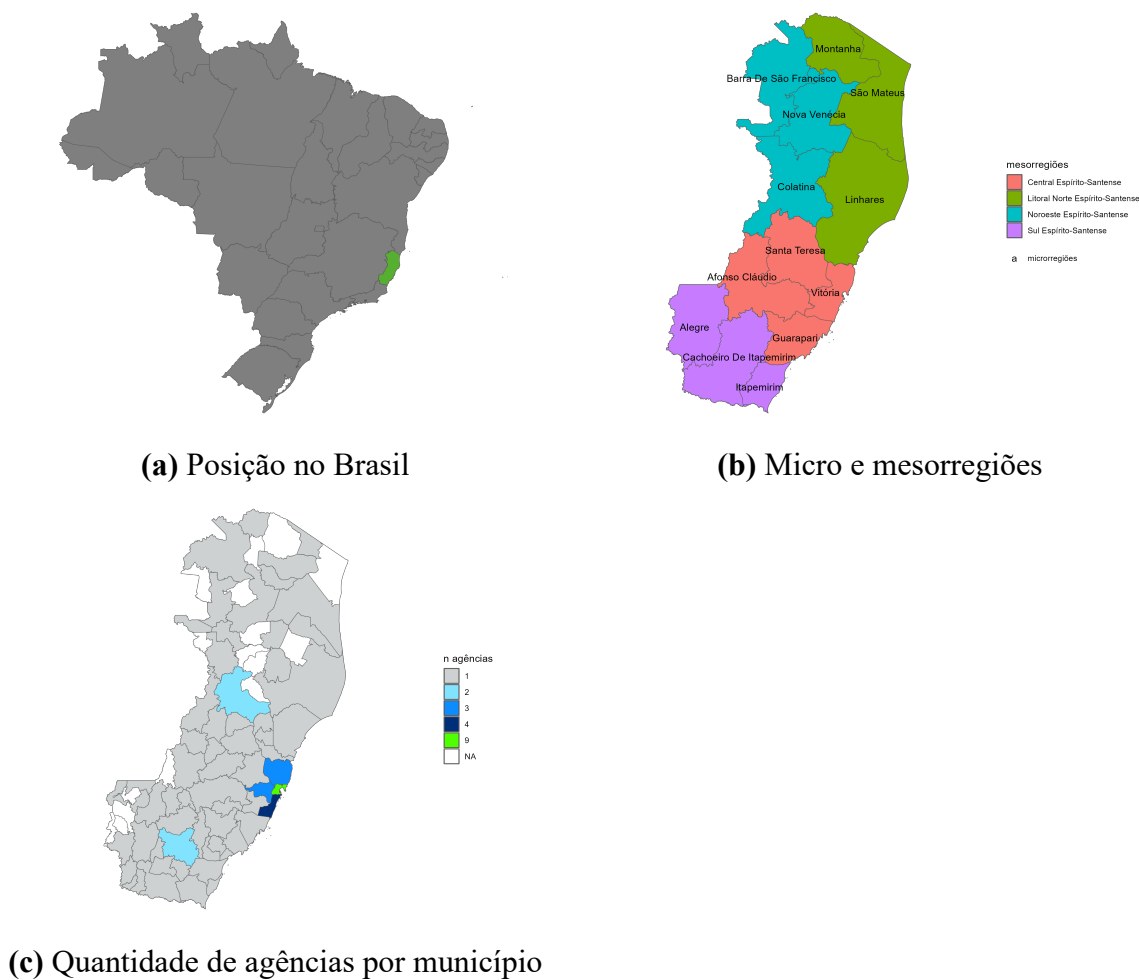 Montanha
Barra De São Francisco
São Mateus
Nova Venécia
Colatina
Linhares
Santa Teresa
Afonso Cláudio
Vitória
Alegre
Guarapari
Cachoeiro De Itapemirim
Itapemirim
mesorregiões
Central Espírito-Santense
Litoral Norte Espírito-Santense
Noroeste Espírito-Santense
Sul Espírito-Santense
a microrregiões
(a) Posição no Brasil
(b) Micro e mesorregiões
n agências
1
2
3
4
9
NA
(c) Quantidade de agências por município